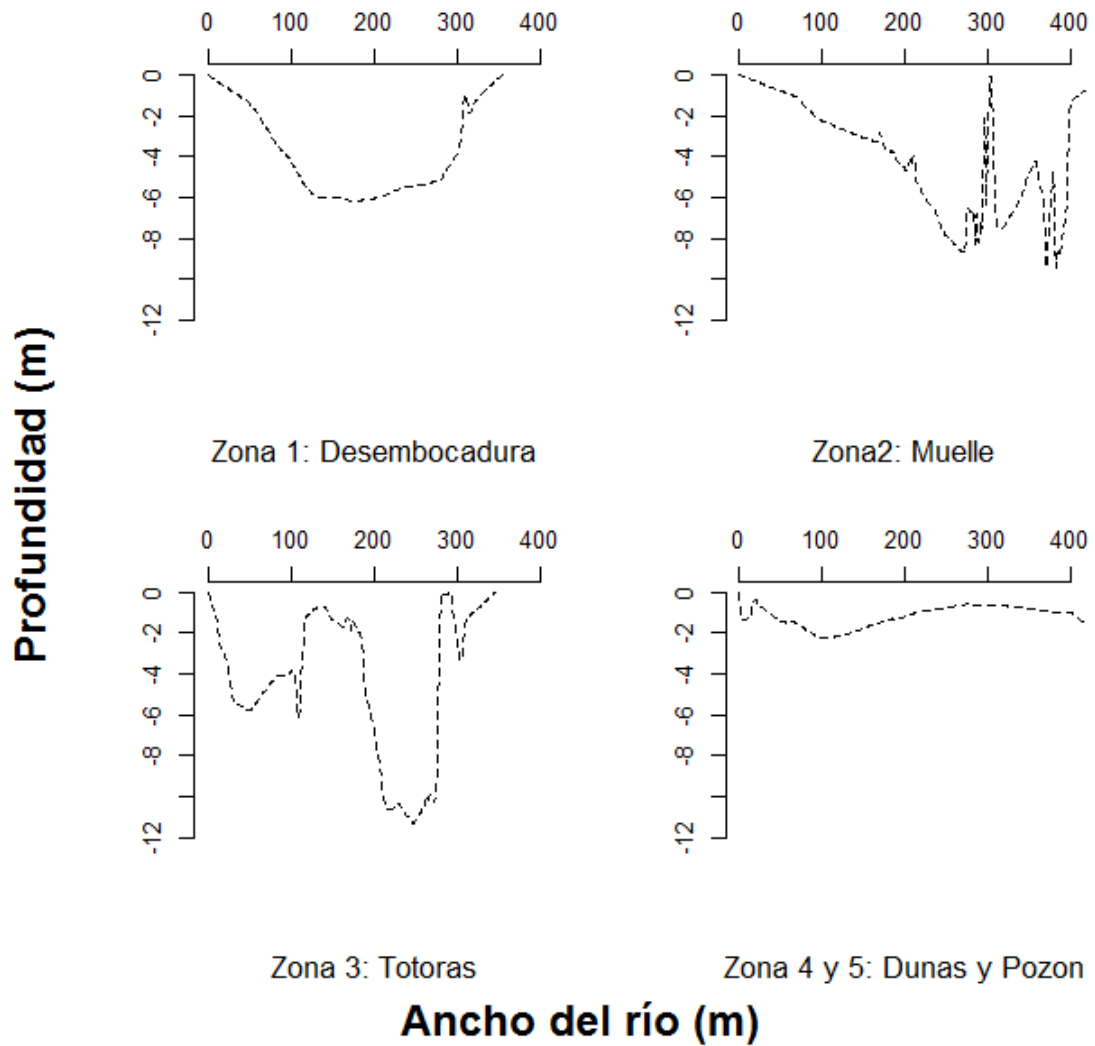 0 100 200 300 400
0 100 200 300 400
0
-2
-4
-6
-8
-12
0
-2
-4
-6
-8
-12
Zona 1: Desembocadura
Zona2: Muelle
Profundidad (m)
0 100 200 300 400
0 100 200 300 400
0
-2
-4
-6
-8
-12
0
-2
-4
-6
-8
-12
Zona 3: Totoras
Zona 4 y 5: Dunas y Pozon
Ancho del río (m)